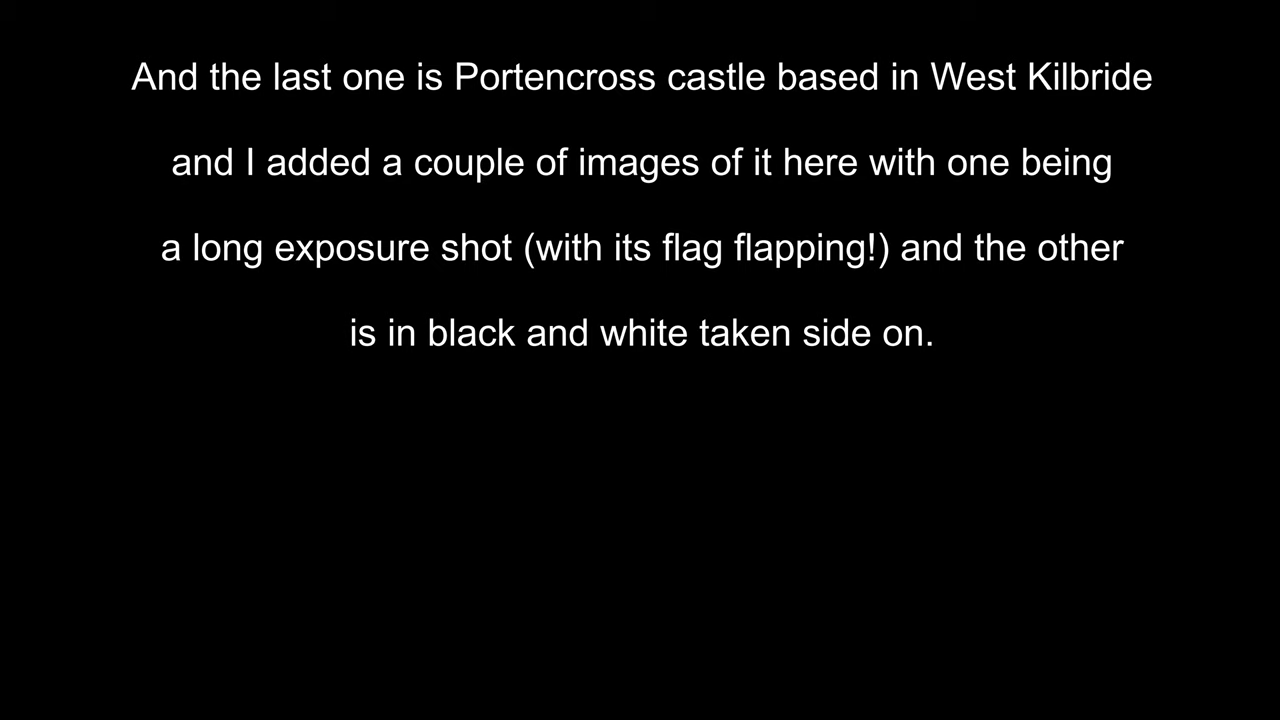 And the last one is Portencross castle based in West Kilbride
and I added a couple of images of it here with one being
a long exposure shot (with its flag flapping!) and the other
is in black and white taken side on.